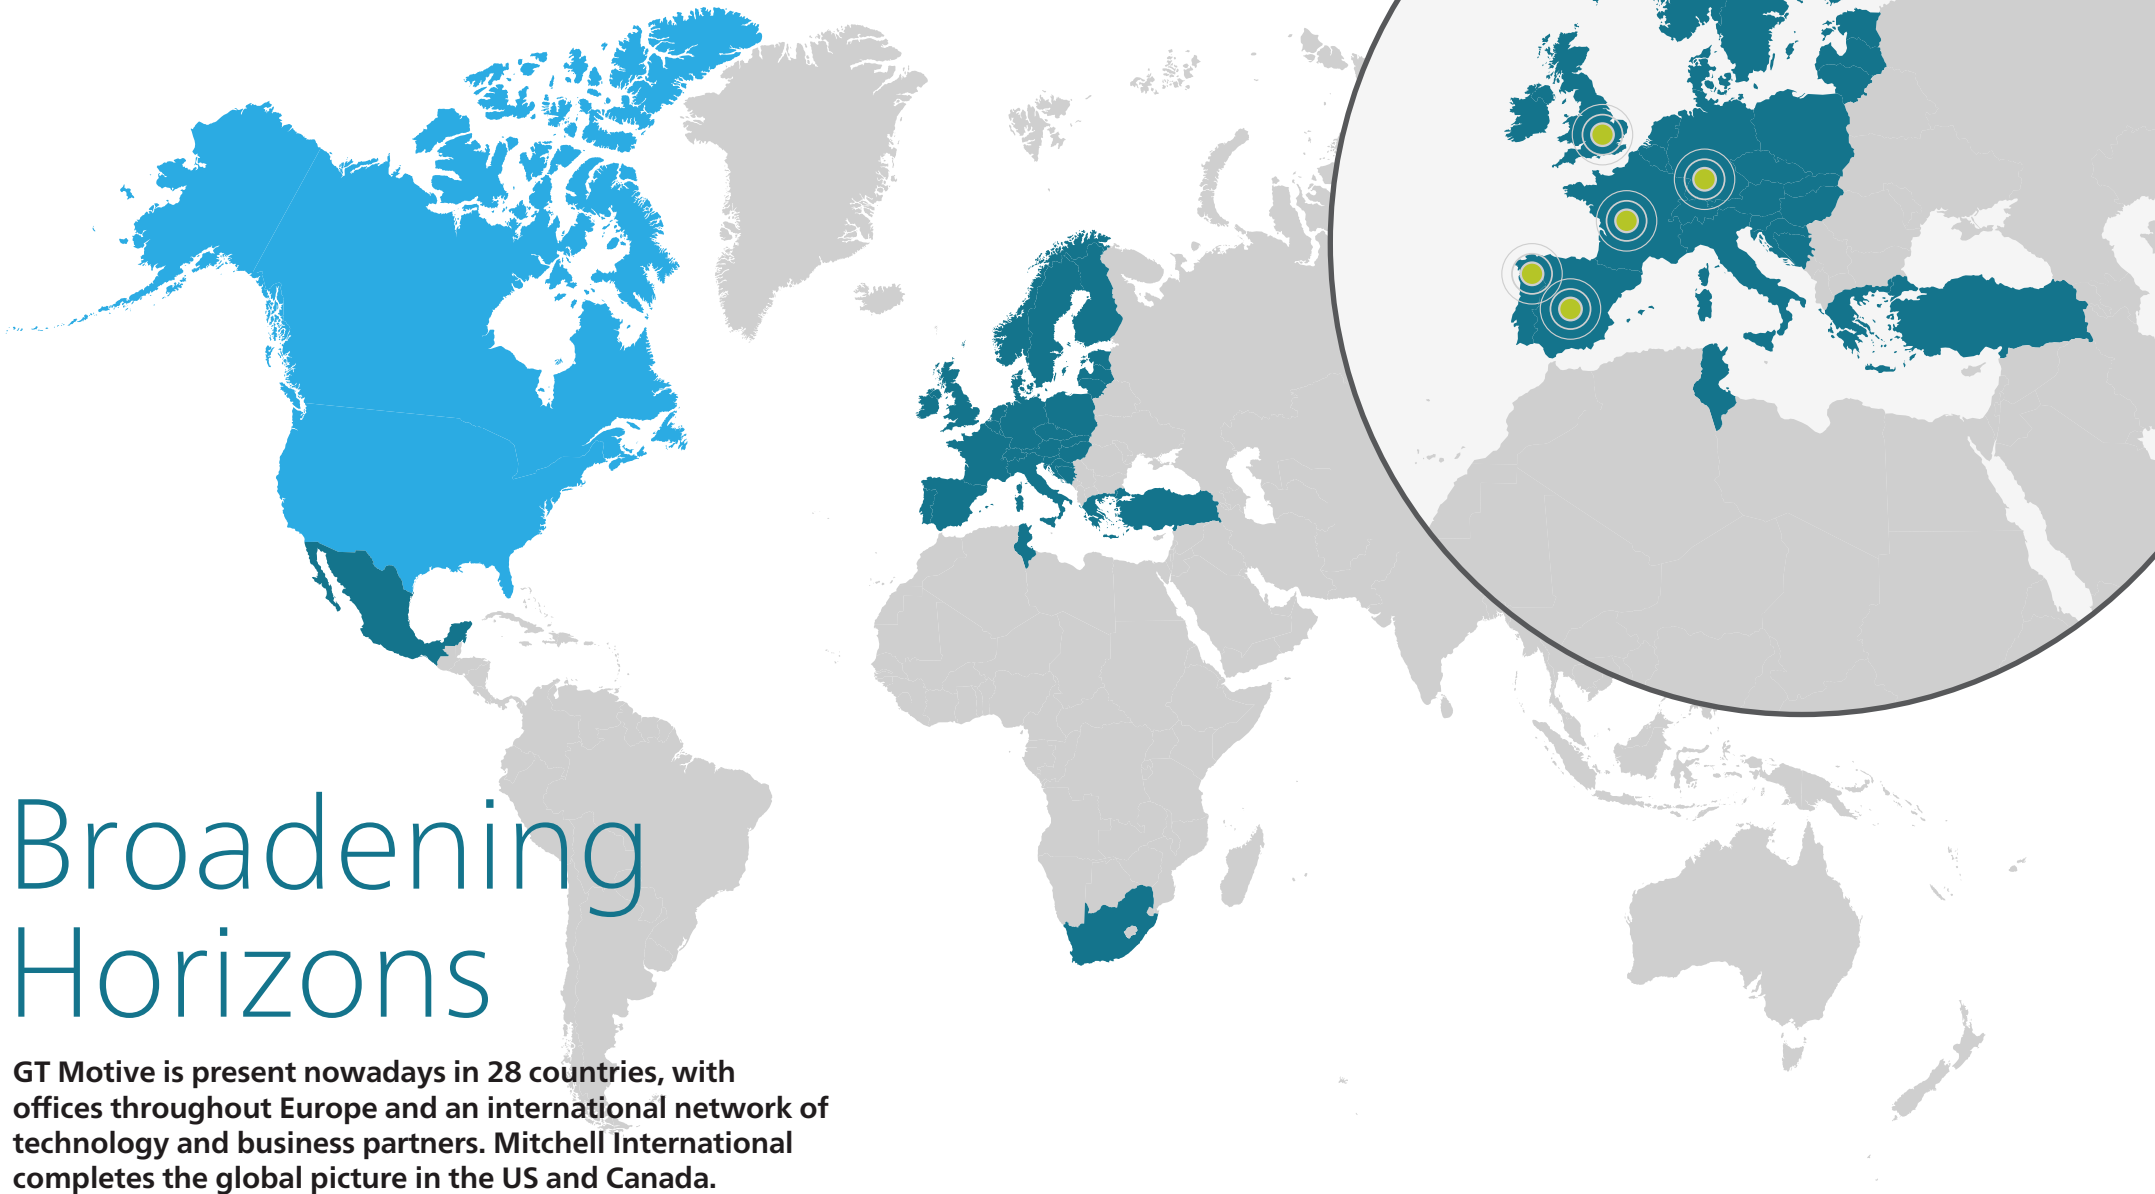 Broadening
Horizons
GT Motive is present nowadays in 28 countries, with
offices throughout Europe and an international network of
technology and business partners. Mitchell International
completes the global picture in the US and Canada.